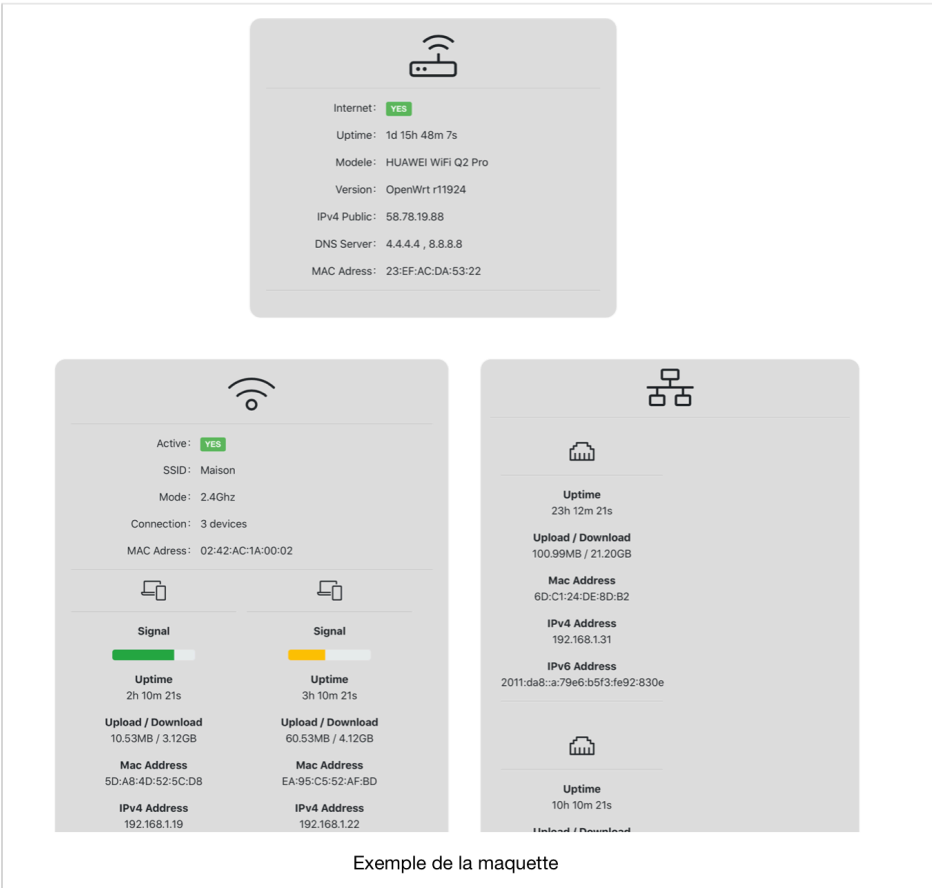 Internet: YES
Uptime: 1d 15h 48m 7s
Modele: HUAWEI WiFi Q2 Pro
Version: OpenWrt r11924
IPv4 Public: 58.78.19.88
DNS Server: 4.4.4.4 , 8.8.8.8
MAC Adress: 23:EF:AC:DA:53:22
Active: YES
SSID: Maison
Mode: 2.4Ghz
Connection: 3 devices
MAC Adress: 02:42:AC:1A:00:02
Signal
Uptime
2h 10m 21s
Upload / Download
10.53MB / 3.12GB
Mac Address
5D:A8:4D:52:5C:D8
IPv4 Address
192.168.1.19
Signal
Uptime
3h 10m 21s
Upload / Download
60.53MB / 4.12GB
Mac Address
EA:95:C5:52:AF:BD
IPv4 Address
192.168.1.22
Uptime
23h 12m 21s
Upload / Download
100.99MB / 21.20GB
Mac Address
6D:C1:24:DE:8D:B2
IPv4 Address
192.168.1.31
IPv6 Address
2011:da8::a:79e6:b5f3:fe92:830e
Uptime
10h 10m 21s
Upload / Download
Exemple de la maquette